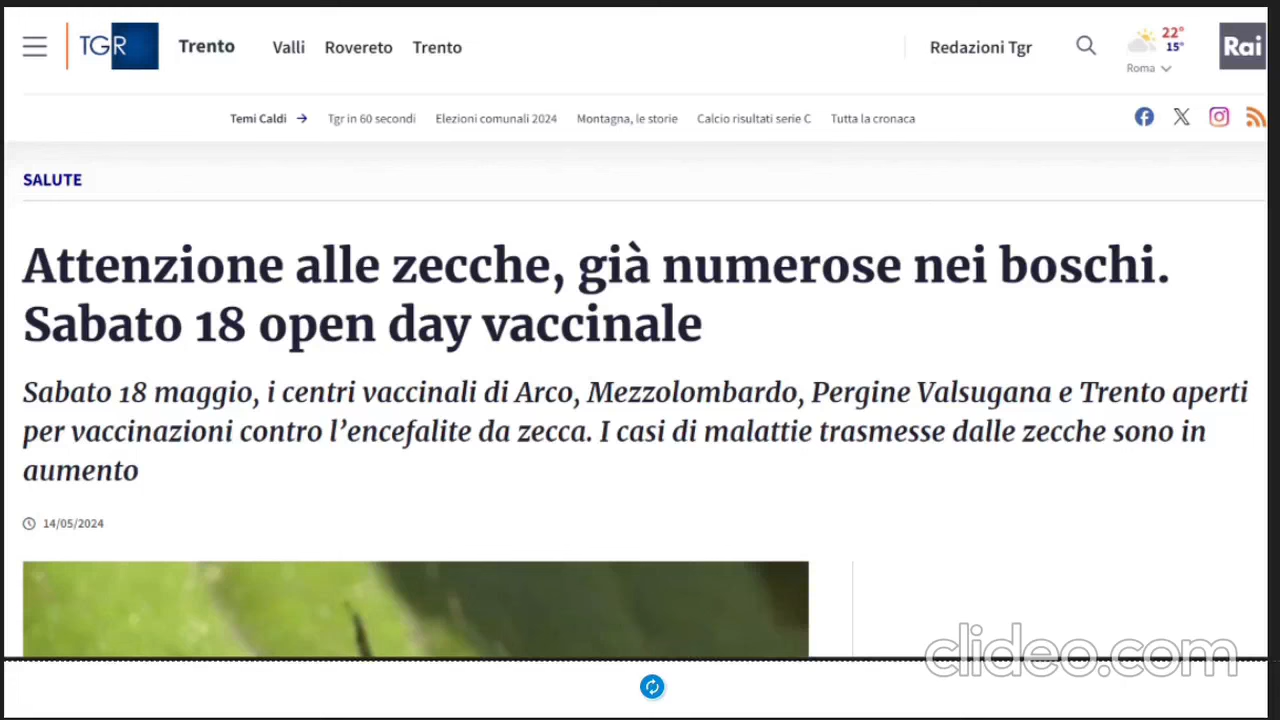 TGR Trento Valli Rovereto Trento Redazioni Tgr 22° 15° Roma Rai
Temi Caldi → Tgr in 60 secondi Elezioni comunali 2024 Montagna, le storie Calcio risultati serie C Tutta la cronaca
SALUTE
Attenzione alle zecche, già numerose nei boschi.
Sabato 18 open day vaccinale
Sabato 18 maggio, i centri vaccinali di Arco, Mezzolombardo, Pergine Valsugana e Trento aperti
per vaccinazioni contro l’encefalite da zecca. I casi di malattie trasmesse dalle zecche sono in
aumento
14/05/2024
clideo.com